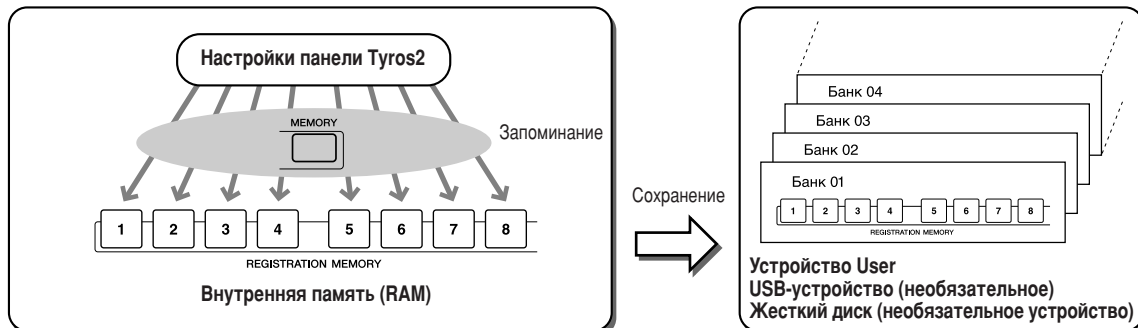 Настройки панели Tyros2
MEMORY
Запоминание
1 2 3 4 5 6 7 8
REGISTRATION MEMORY
Внутренняя память (RAM)
Сохранение
Банк 04
Банк 03
Банк 02
Банк 01
1 2 3 4 5 6 7 8
REGISTRATION MEMORY
Устройство User
USB-устройство (необязательное)
Жесткий диск (необязательное устройство)